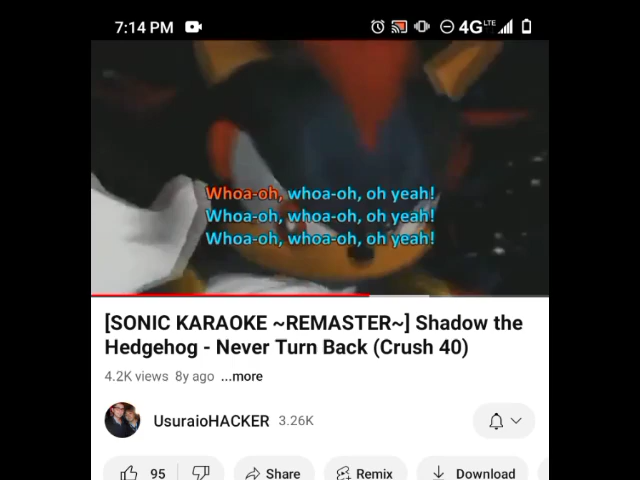 7:14 PM 4G LTE
Whoa-oh, whoa-oh, oh yeah!
Whoa-oh, whoa-oh, oh yeah!
Whoa-oh, whoa-oh, oh yeah!
[SONIC KARAOKE ~REMASTER~] Shadow the
Hedgehog - Never Turn Back (Crush 40)
4.2K views 8y ago ...more
UsuraioHACKER 3.26K
95 Share Remix Download